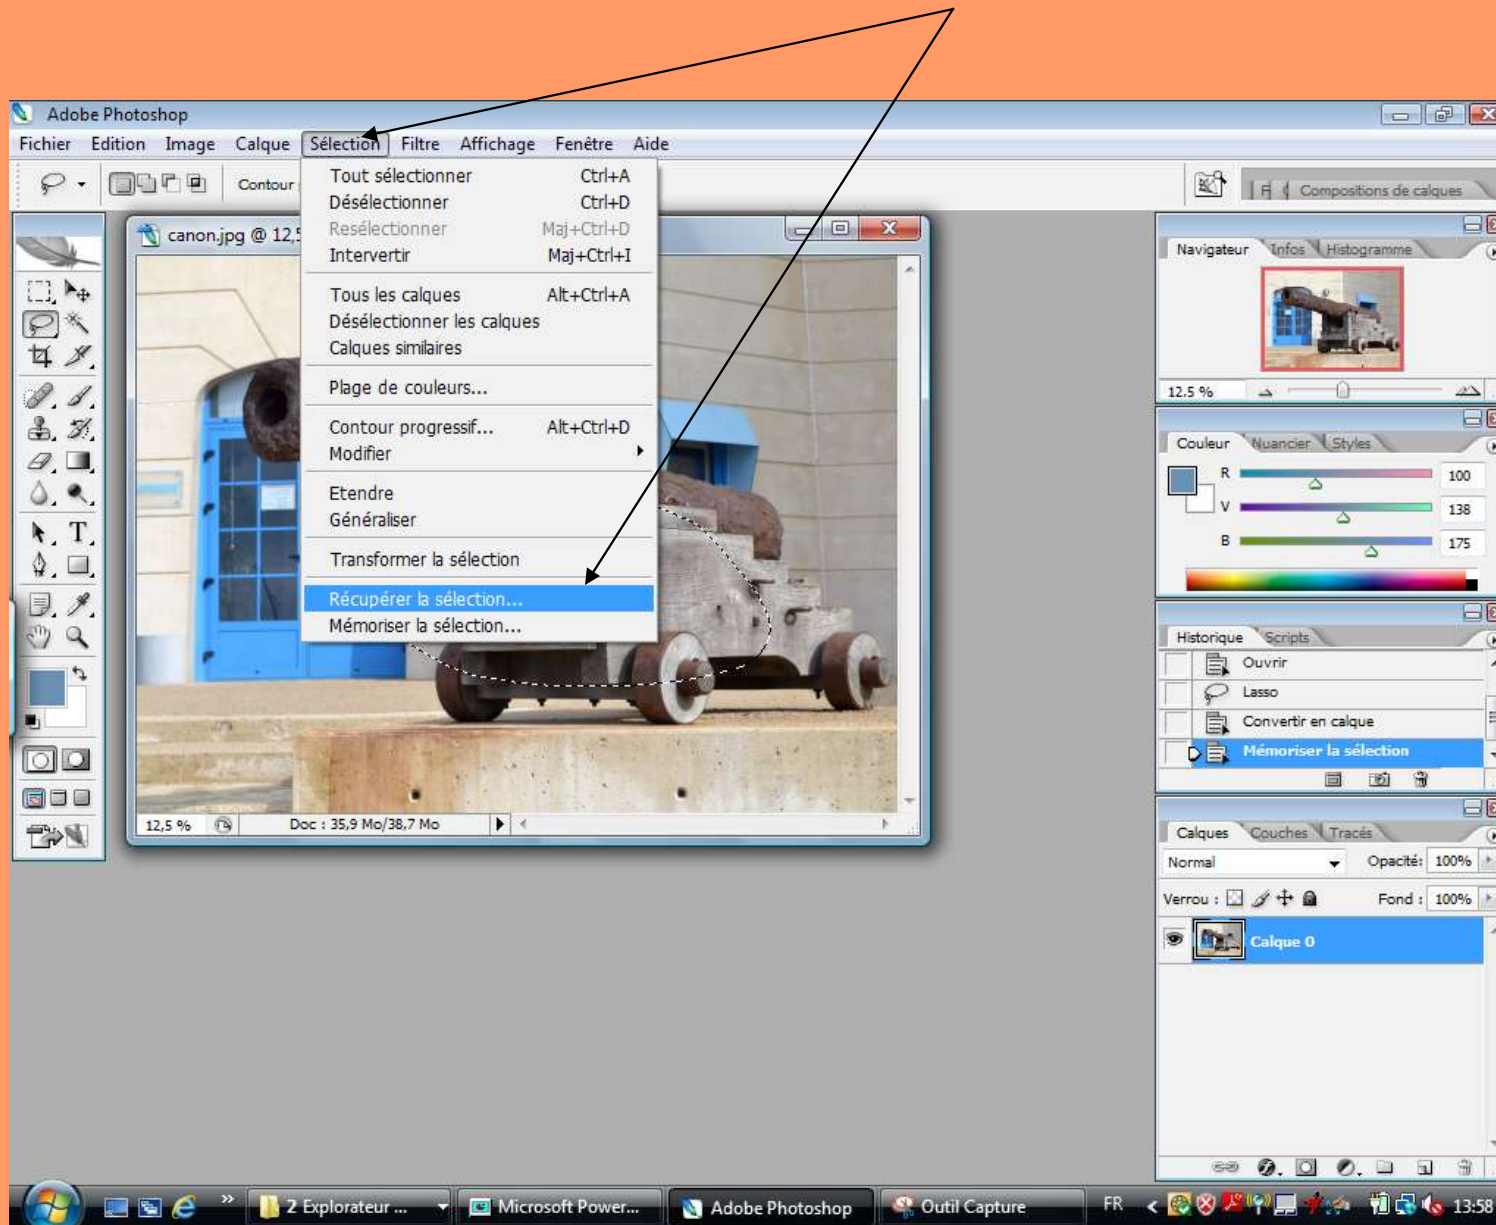 Adobe Photoshop
Fichier Edition Image Calque Sélection Filtre Affichage Fenêtre Aide
Contour
Compositions de calques
canon.jpg @ 12,5
Tout sélectionner Ctrl+A
Désélectionner Ctrl+D
Resélectionner Maj+Ctrl+D
Intervertir Maj+Ctrl+I
Tous les calques Alt+Ctrl+A
Désélectionner les calques
Calques similaires
Plage de couleurs...
Contour progressif... Alt+Ctrl+D
Modifier
Etendre
Généraliser
Transformer la sélection
Récupérer la sélection...
Mémoriser la sélection...
12,5 % Doc : 35,9 Mo/38,7 Mo
Navigateur Infos Histogramme
12.5 %
Couleur Nuancier Styles
R 100
V 138
B 175
Historique Scripts
Ouvrir
Lasso
Convertir en calque
Mémoriser la sélection
Calques Couches Tracés
Normal Opacité: 100%
Verrou : Fond : 100%
Calque 0
2 Explorateur ... Microsoft Power... Adobe Photoshop Outil Capture FR 13:58